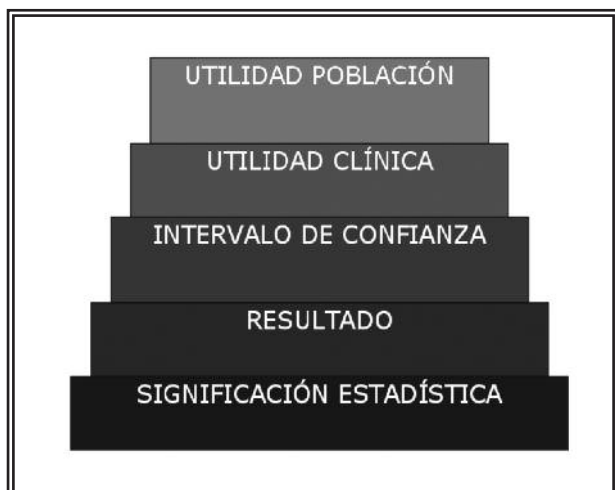 UTILIDAD POBLACIÓN
UTILIDAD CLÍNICA
INTERVALO DE CONFIANZA
RESULTADO
SIGNIFICACIÓN ESTADÍSTICA